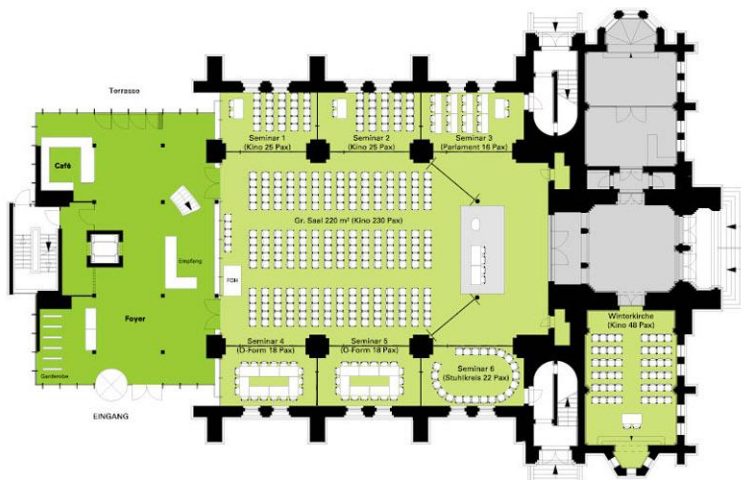 Terrasse
Café
Empfang
Foyer
Garderobe
EINGANG
Seminar 1
(Kino 25 Pax)
Seminar 2
(Kino 25 Pax)
Seminar 3
(Parlament 16 Pax)
Gr. Saal 220 m² (Kino 230 Pax)
FOH
Seminar 4
(O-Form 18 Pax)
Seminar 5
(O-Form 18 Pax)
Seminar 6
(Stuhlkreis 22 Pax)
Winterkirche
(Kino 48 Pax)